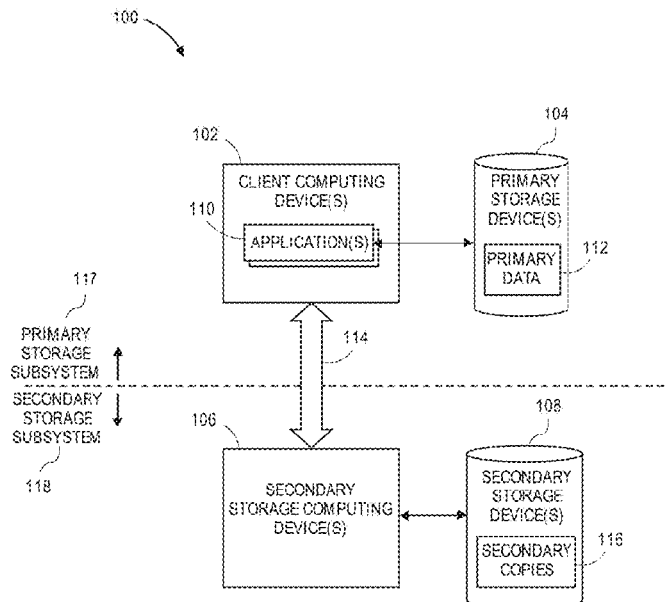 100
102
104
CLIENT COMPUTING
DEVICE(S)
PRIMARY
STORAGE
DEVICE(S)
110
APPLICATION(S)
PRIMARY
DATA
112
117
PRIMARY
STORAGE
SUBSYSTEM
114
SECONDARY
STORAGE
SUBSYSTEM
118
106
108
SECONDARY
STORAGE COMPUTING
DEVICE(S)
SECONDARY
STORAGE
DEVICE(S)
SECONDARY
COPIES
116